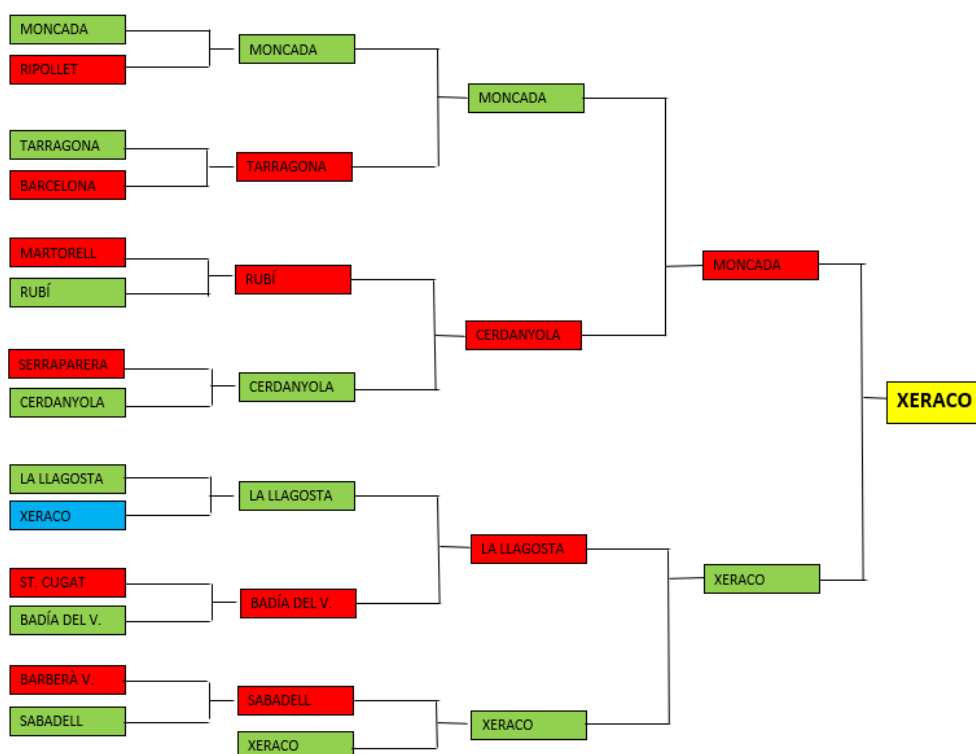 MONCADA
RIPOLLET
TARRAGONA
BARCELONA
MARTORELL
RUBÍ
SERRAPARERA
CERDANYOLA
LA LLAGOSTA
XERACO
ST. CUGAT
BADÍA DEL V.
BARBERÀ V.
SABADELL
MONCADA
TARRAGONA
RUBÍ
CERDANYOLA
LA LLAGOSTA
BADÍA DEL V.
SABADELL
XERACO
MONCADA
CERDANYOLA
LA LLAGOSTA
XERACO
MONCADA
XERACO
XERACO